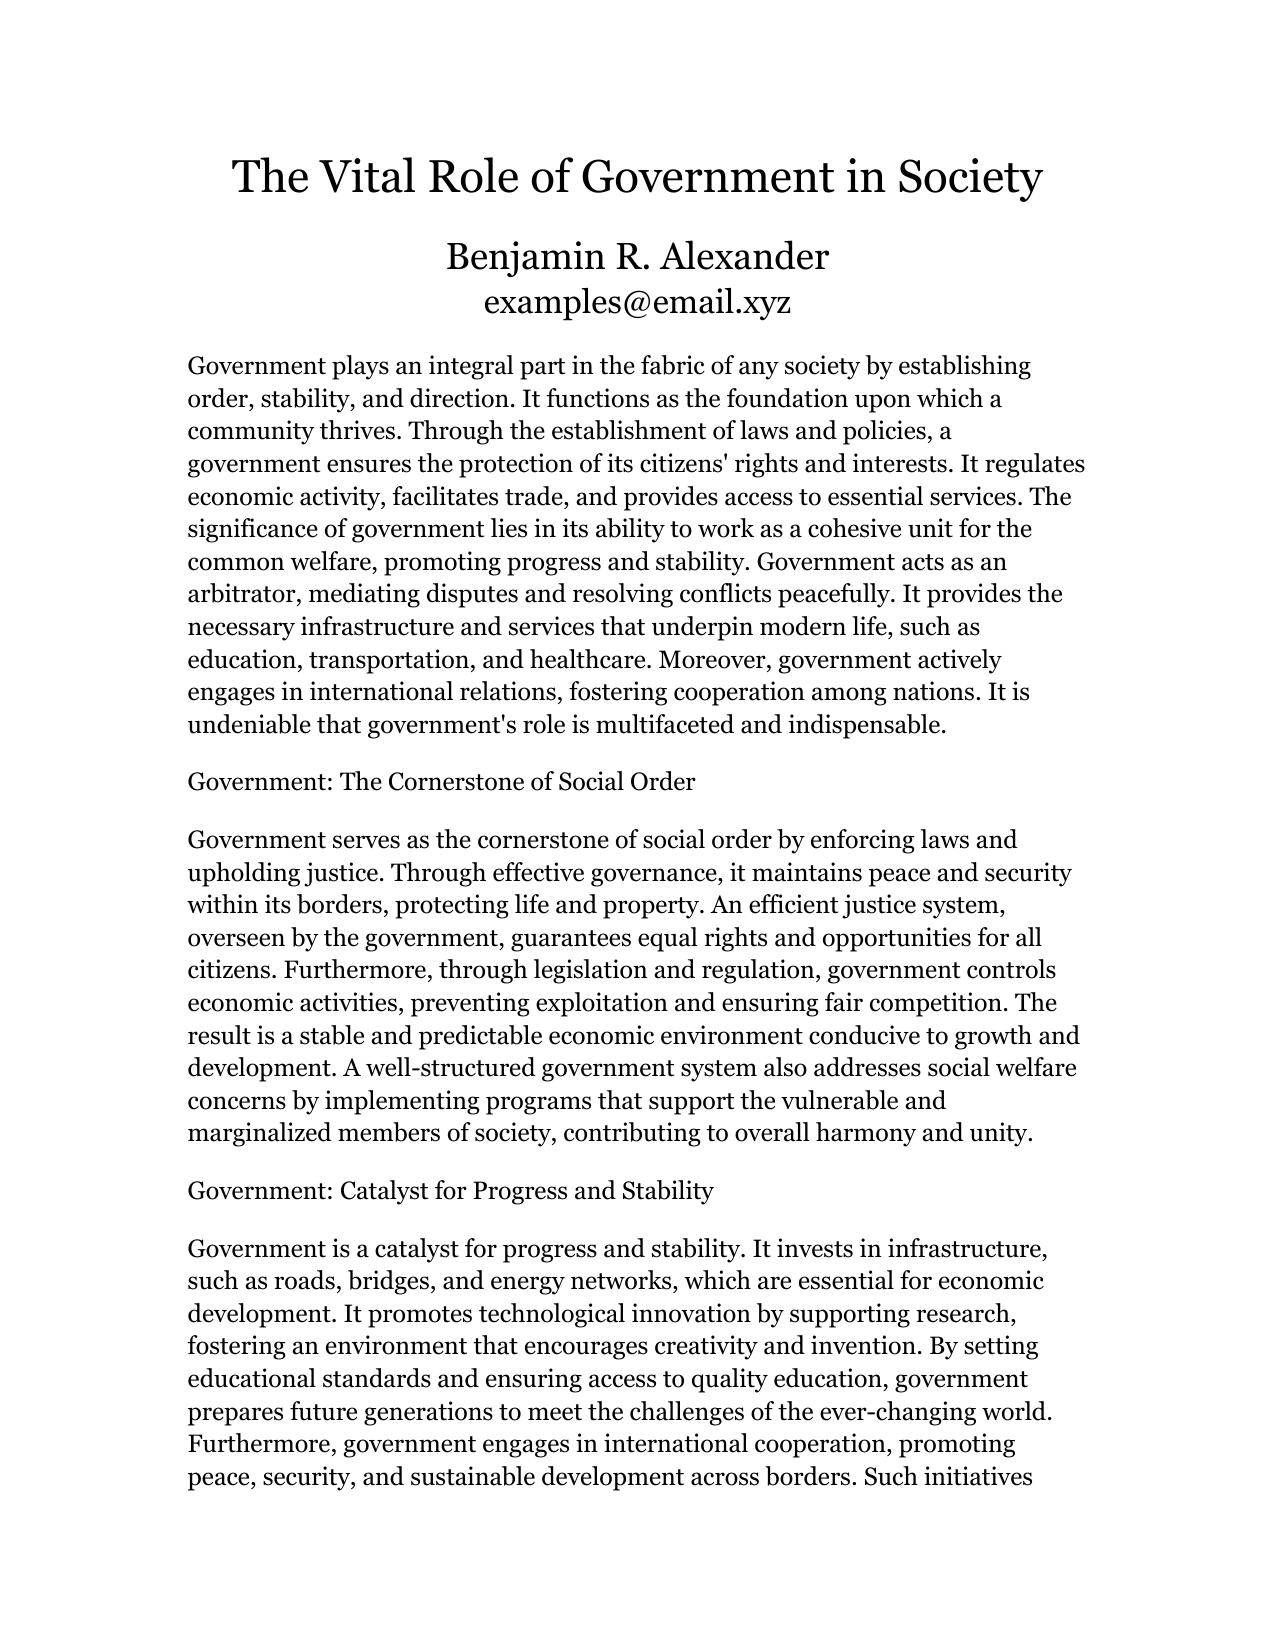 The Vital Role of Government in Society
Benjamin R. Alexander
examples@email.xyz
Government plays an integral part in the fabric of any society by establishing
order, stability, and direction. It functions as the foundation upon which a
community thrives. Through the establishment of laws and policies, a
government ensures the protection of its citizens' rights and interests. It regulates
economic activity, facilitates trade, and provides access to essential services. The
significance of government lies in its ability to work as a cohesive unit for the
common welfare, promoting progress and stability. Government acts as an
arbitrator, mediating disputes and resolving conflicts peacefully. It provides the
necessary infrastructure and services that underpin modern life, such as
education, transportation, and healthcare. Moreover, government actively
engages in international relations, fostering cooperation among nations. It is
undeniable that government's role is multifaceted and indispensable.
Government: The Cornerstone of Social Order
Government serves as the cornerstone of social order by enforcing laws and
upholding justice. Through effective governance, it maintains peace and security
within its borders, protecting life and property. An efficient justice system,
overseen by the government, guarantees equal rights and opportunities for all
citizens. Furthermore, through legislation and regulation, government controls
economic activities, preventing exploitation and ensuring fair competition. The
result is a stable and predictable economic environment conducive to growth and
development. A well-structured government system also addresses social welfare
concerns by implementing programs that support the vulnerable and
marginalized members of society, contributing to overall harmony and unity.
Government: Catalyst for Progress and Stability
Government is a catalyst for progress and stability. It invests in infrastructure,
such as roads, bridges, and energy networks, which are essential for economic
development. It promotes technological innovation by supporting research,
fostering an environment that encourages creativity and invention. By setting
educational standards and ensuring access to quality education, government
prepares future generations to meet the challenges of the ever-changing world.
Furthermore, government engages in international cooperation, promoting
peace, security, and sustainable development across borders. Such initiatives